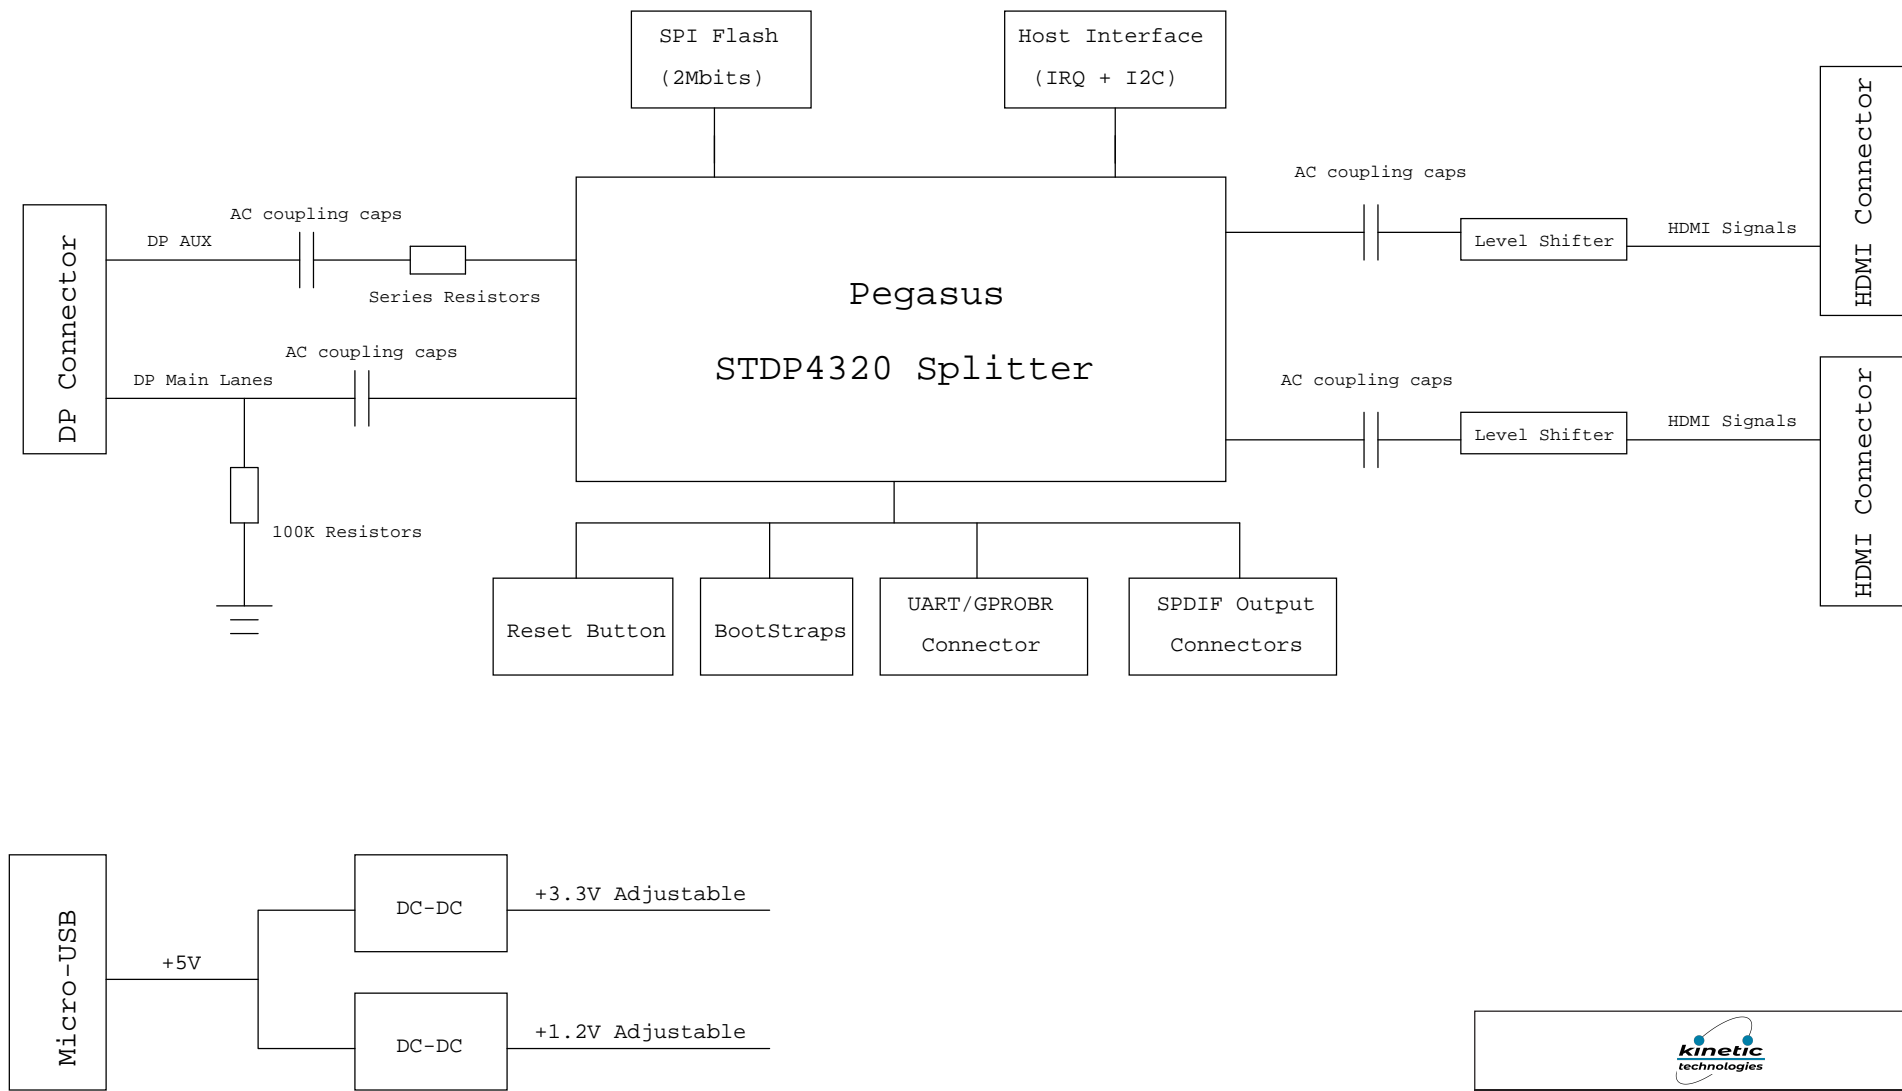 SPI Flash
(2Mbits)
Host Interface
(IRQ + I2C)
HDMI Connector
AC coupling caps
Level Shifter
HDMI Signals
DP Connector
DP AUX
AC coupling caps
Series Resistors
Pegasus
STDP4320 Splitter
AC coupling caps
DP Main Lanes
100K Resistors
AC coupling caps
Level Shifter
HDMI Signals
HDMI Connector
Reset Button
BootStraps
UART/GPROBR
Connector
SPDIF Output
Connectors
Micro-USB
+5V
DC-DC
+3.3V Adjustable
DC-DC
+1.2V Adjustable
kinetic
technologies